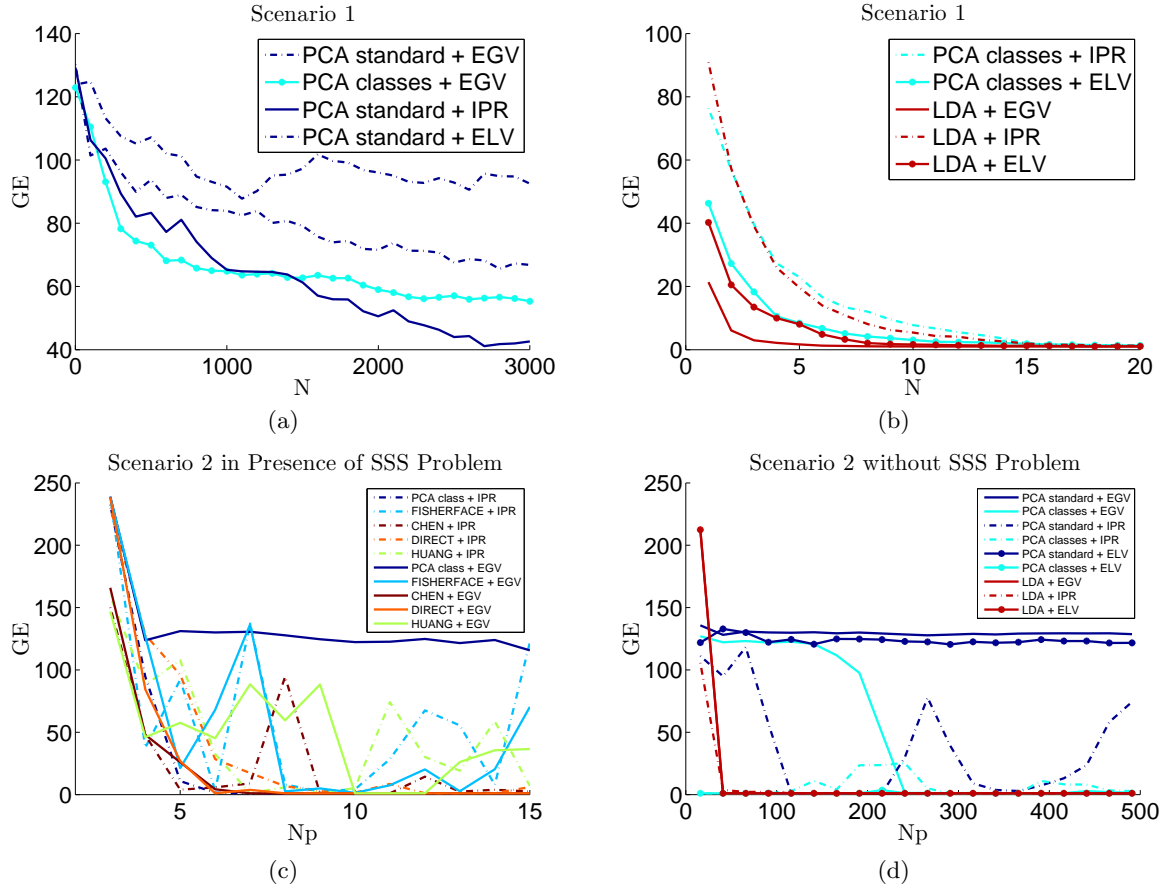 Scenario 1
GE
140
120
100
80
60
40
0
1000
2000
3000
N
PCA standard + EGV
PCA classes + EGV
PCA standard + IPR
PCA standard + ELV
(a)
Scenario 1
GE
100
80
60
40
20
0
0
5
10
15
20
N
PCA classes + IPR
PCA classes + ELV
LDA + EGV
LDA + IPR
LDA + ELV
(b)
Scenario 2 in Presence of SSS Problem
GE
250
200
150
100
50
0
5
10
15
Np
PCA class + IPR
FISHERFACE + IPR
CHEN + IPR
DIRECT + IPR
HUANG + IPR
PCA class + EGV
FISHERFACE + EGV
CHEN + EGV
DIRECT + EGV
HUANG + EGV
(c)
Scenario 2 without SSS Problem
GE
250
200
150
100
50
0
0
100
200
300
400
500
Np
PCA standard + EGV
PCA classes + EGV
PCA standard + IPR
PCA classes + IPR
PCA standard + ELV
PCA classes + ELV
LDA + EGV
LDA + IPR
LDA + ELV
(d)